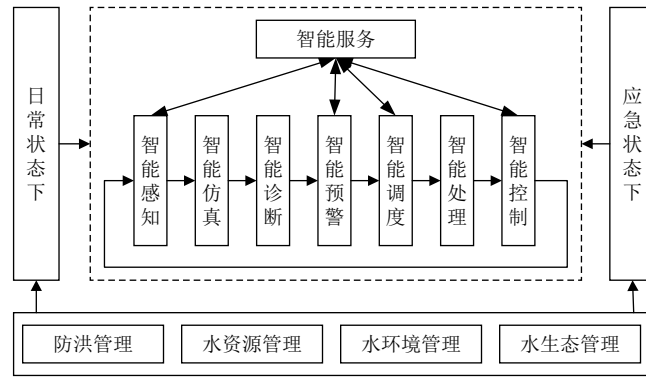 智能服务
日常状态下
智能感知
智能仿真
智能诊断
智能预警
智能调度
智能处理
智能控制
应急状态下
防洪管理
水资源管理
水环境管理
水生态管理